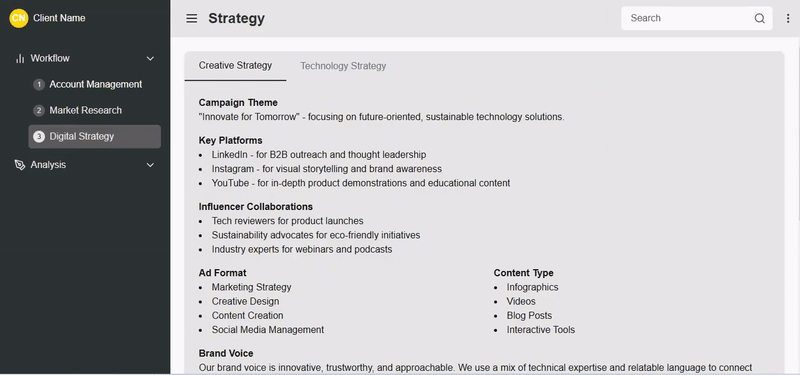 CN Client Name
Strategy
Search
Workflow
1 Account Management
2 Market Research
3 Digital Strategy
Analysis
Creative Strategy
Technology Strategy
Campaign Theme
"Innovate for Tomorrow" - focusing on future-oriented, sustainable technology solutions.
Key Platforms
• LinkedIn - for B2B outreach and thought leadership
• Instagram - for visual storytelling and brand awareness
• YouTube - for in-depth product demonstrations and educational content
Influencer Collaborations
• Tech reviewers for product launches
• Sustainability advocates for eco-friendly initiatives
• Industry experts for webinars and podcasts
Ad Format
• Marketing Strategy
• Creative Design
• Content Creation
• Social Media Management
Content Type
• Infographics
• Videos
• Blog Posts
• Interactive Tools
Brand Voice
Our brand voice is innovative, trustworthy, and approachable. We use a mix of technical expertise and relatable language to connect